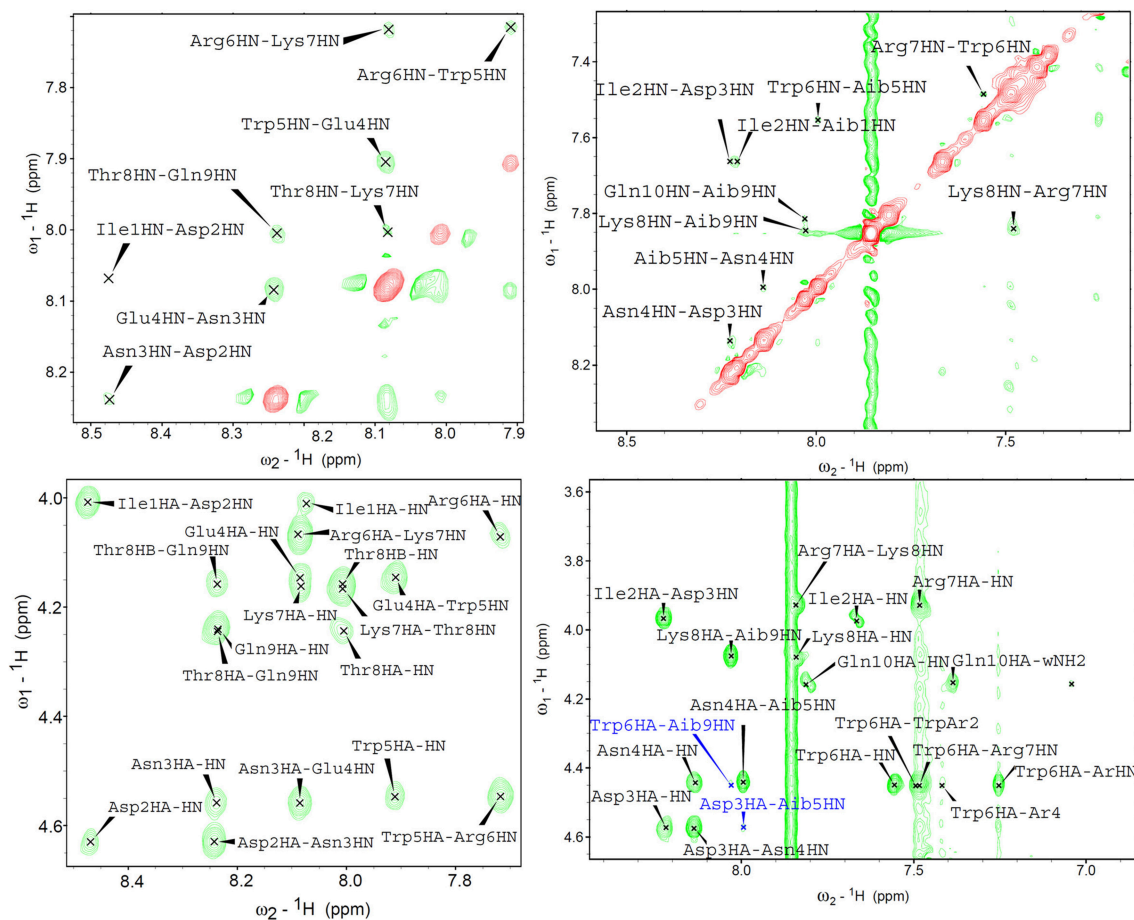 Arg6HN-Lys7HN
Arg6HN-Trp5HN
Trp5HN-Glu4HN
Thr8HN-Gln9HN
Thr8HN-Lys7HN
Ile1HN-Asp2HN
Glu4HN-Asn3HN
Asn3HN-Asp2HN
7.8
7.9
8.0
8.1
8.2
ω1 - 1H (ppm)
8.5 8.4 8.3 8.2 8.1 8.0 7.9
ω2 - 1H (ppm)
Arg7HN-Trp6HN
Ile2HN-Asp3HN
Trp6HN-Aib5HN
Ile2HN-Aib1HN
Gln10HN-Aib9HN
Lys8HN-Arg7HN
Lys8HN-Aib9HN
Aib5HN-Asn4HN
Asn4HN-Asp3HN
7.4
7.6
7.8
8.0
8.2
ω1 - 1H (ppm)
8.5 8.0 7.5
ω2 - 1H (ppm)
Ile1HA-Asp2HN
Ile1HA-HN
Arg6HA-HN
Glu4HA-HN
Arg6HA-Lys7HN
Thr8HB-Gln9HN
Thr8HB-HN
Lys7HA-HN
Glu4HA-Trp5HN
Gln9HA-HN
Lys7HA-Thr8HN
Thr8HA-Gln9HN
Thr8HA-HN
Asn3HA-HN
Asn3HA-Glu4HN
Trp5HA-HN
Asp2HA-HN
Asp2HA-Asn3HN
Trp5HA-Arg6HN
4.0
4.2
4.4
4.6
ω1 - 1H (ppm)
8.4 8.2 8.0 7.8
ω2 - 1H (ppm)
Arg7HA-Lys8HN
Ile2HA-Asp3HN
Ile2HA-HN
Arg7HA-HN
Lys8HA-Aib9HN
Lys8HA-HN
Gln10HA-HN
Gln10HA-wNH2
Asn4HA-Aib5HN
Trp6HA-Aib9HN
Trp6HA-TrpAr2
Asn4HA-HN
Trp6HA-HN
Trp6HA-Arg7HN
Trp6HA-ArHN
Asp3HA-HN
Asp3HA-Aib5HN
Trp6HA-Ar4
Asp3HA-Asn4HN
3.6
3.8
4.0
4.2
4.4
4.6
ω1 - 1H (ppm)
8.0 7.5 7.0
ω2 - 1H (ppm)